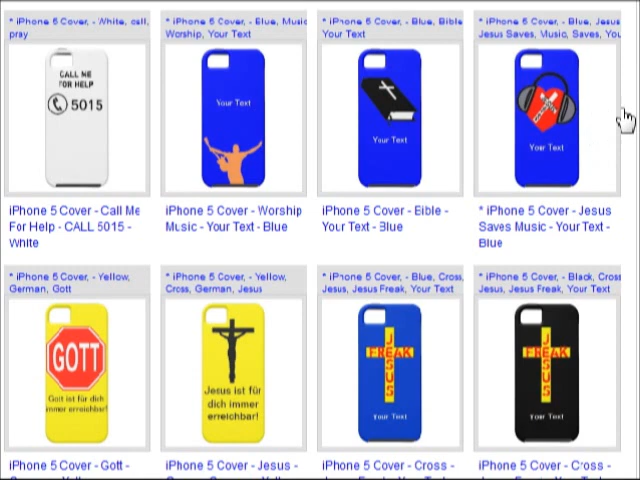 * iPhone 5 Cover, - White, call,
pray
* iPhone 5 Cover, - Blue, Music
Worship, Your Text
* iPhone 5 Cover, - Blue, Bible
Your Text
* iPhone 5 Cover, - Blue, Jesus
Jesus Saves, Music, Saves, You
CALL ME
FOR HELP
5015
Your Text
Your Text
Your Text
iPhone 5 Cover - Call Me
For Help - CALL 5015 -
White
iPhone 5 Cover - Worship
Music - Your Text - Blue
iPhone 5 Cover - Bible -
Your Text - Blue
* iPhone 5 Cover - Jesus
Saves Music - Your Text -
Blue
* iPhone 5 Cover, - Yellow,
German, Gott
* iPhone 5 Cover, - Yellow,
Cross, German, Jesus
* iPhone 5 Cover, - Blue, Cross,
Jesus, Jesus Freak, Your Text
* iPhone 5 Cover, - Black, Cross
Jesus, Jesus Freak, Your Text
GOTT
Gott ist für dich
immer erreichbar!
Jesus ist für
dich immer
erreichbar!
JESUS
FREAK
Your Text
JESUS
FREAK
Your Text
iPhone 5 Cover - Gott -
iPhone 5 Cover - Jesus -
iPhone 5 Cover - Cross -
iPhone 5 Cover - Cross -